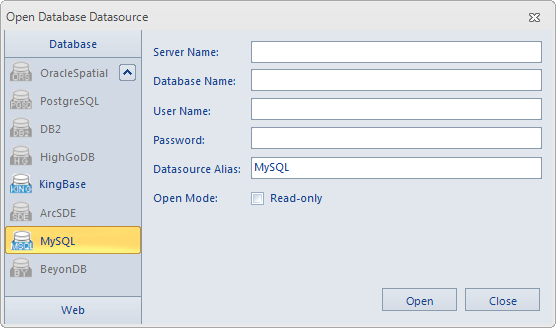 Open Database Datasource
Database
OracleSpatial
PostgreSQL
DB2
HighGoDB
KingBase
ArcSDE
MySQL
BeyonDB
Web
Server Name:
Database Name:
User Name:
Password:
Datasource Alias: MySQL
Open Mode: Read-only
Open Close